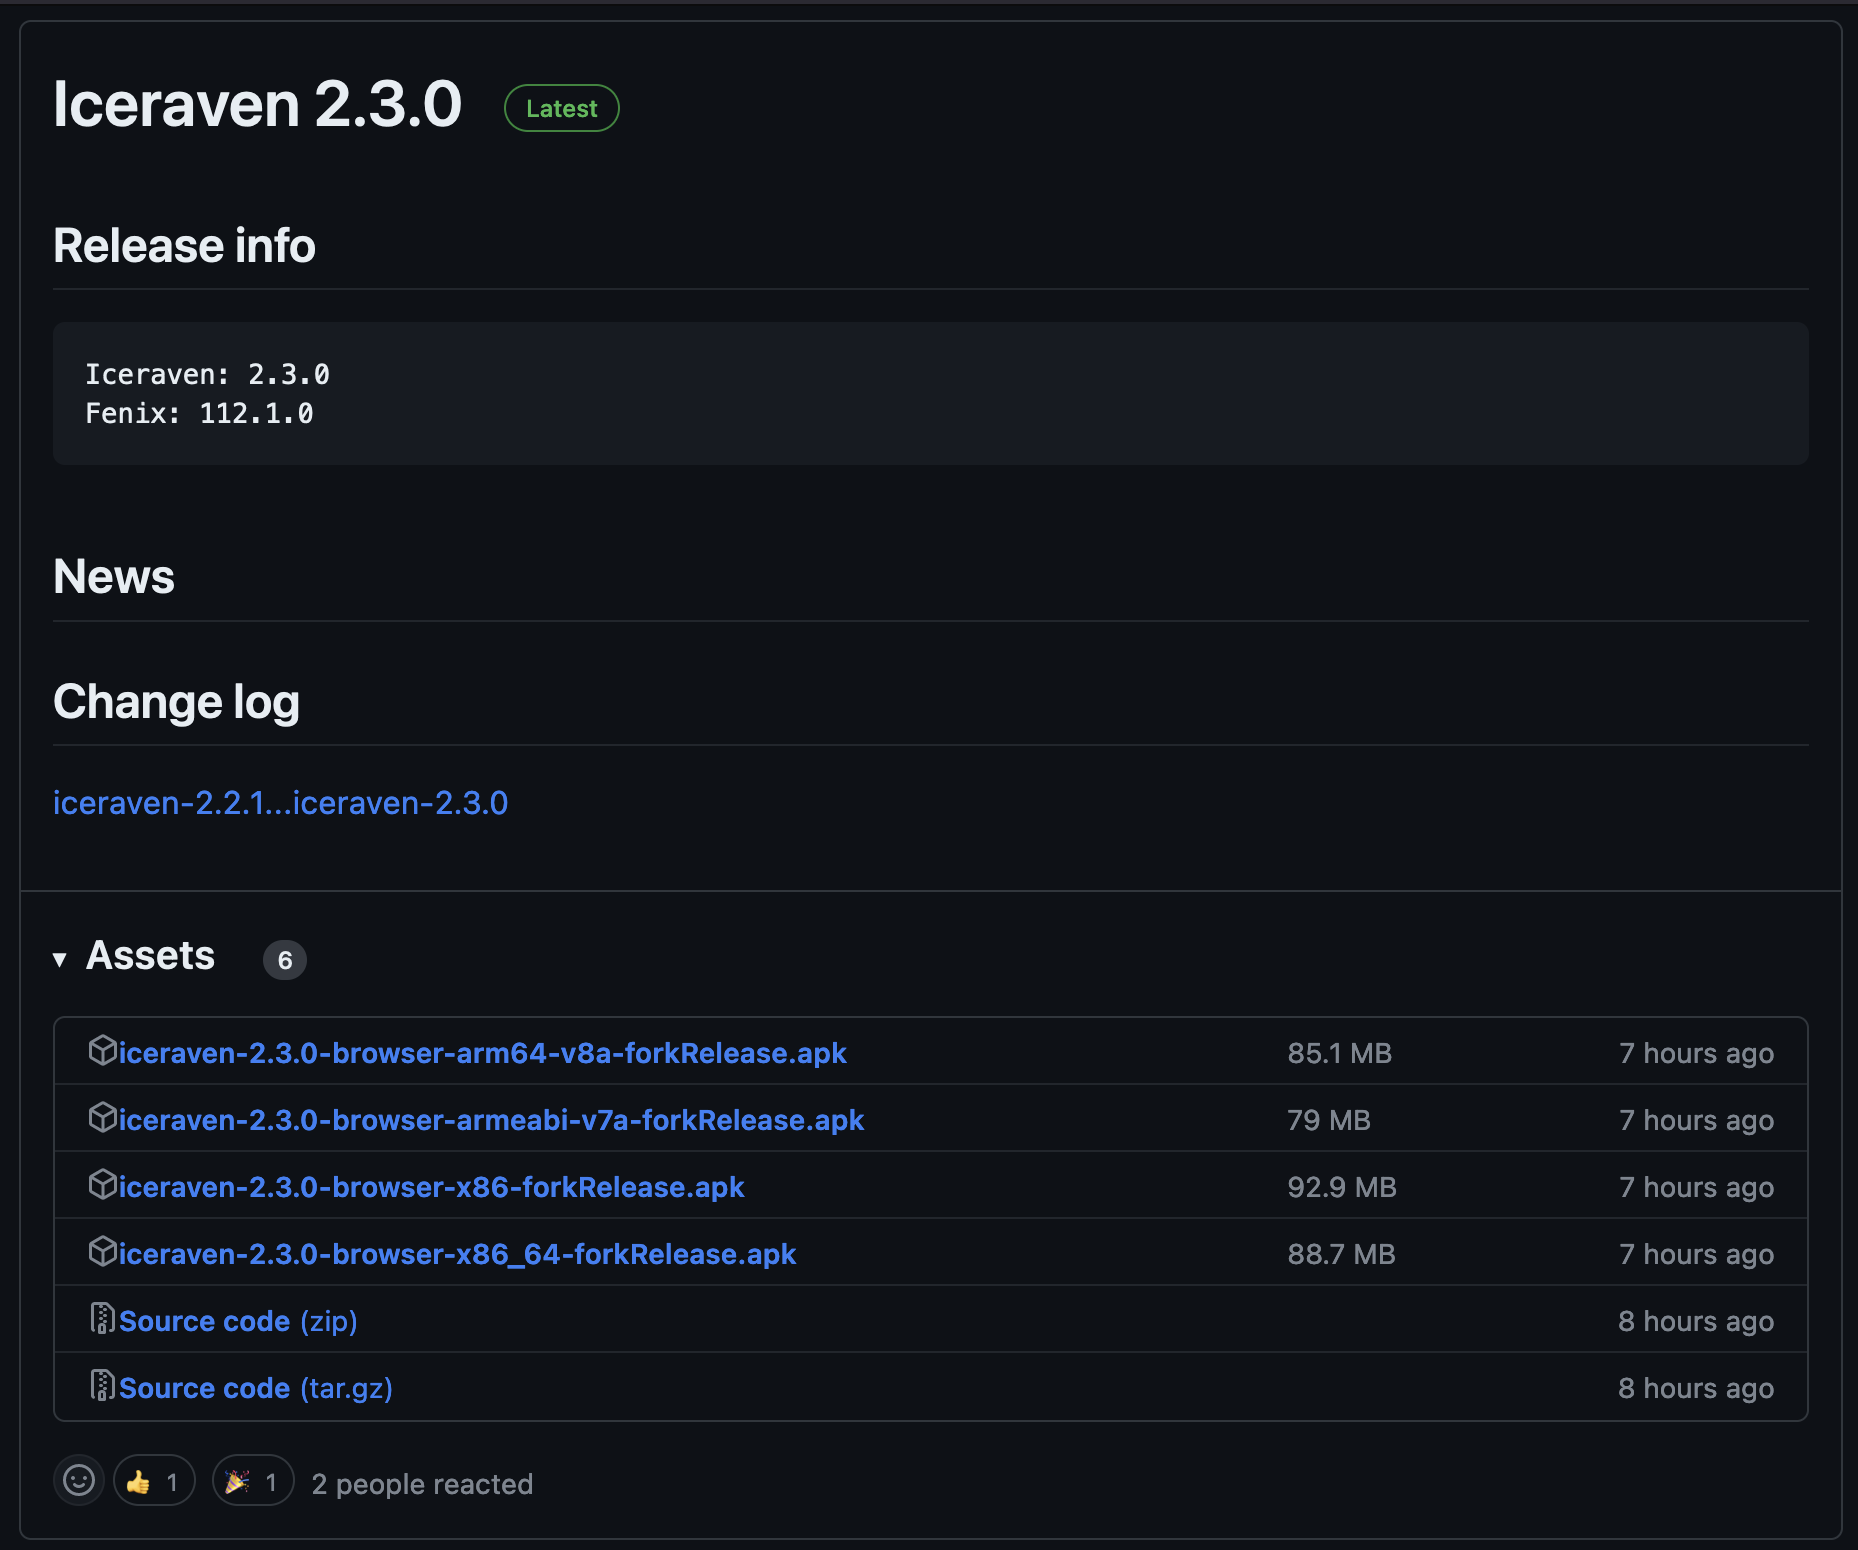 Iceraven 2.3.0 Latest
Release info
Iceraven: 2.3.0
Fenix: 112.1.0
News
Change log
iceraven-2.2.1...iceraven-2.3.0
Assets 6
iceraven-2.3.0-browser-arm64-v8a-forkRelease.apk 85.1 MB 7 hours ago
iceraven-2.3.0-browser-armeabi-v7a-forkRelease.apk 79 MB 7 hours ago
iceraven-2.3.0-browser-x86-forkRelease.apk 92.9 MB 7 hours ago
iceraven-2.3.0-browser-x86_64-forkRelease.apk 88.7 MB 7 hours ago
Source code (zip) 8 hours ago
Source code (tar.gz) 8 hours ago
👍 1 🎉 1 2 people reacted